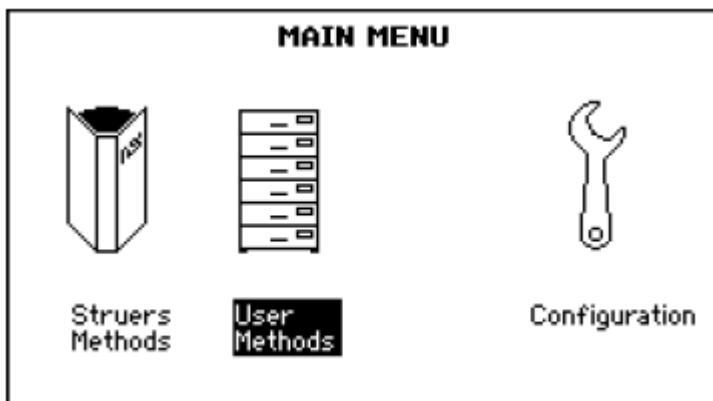 MAIN MENU
Struers
Methods
User
Methods
Configuration